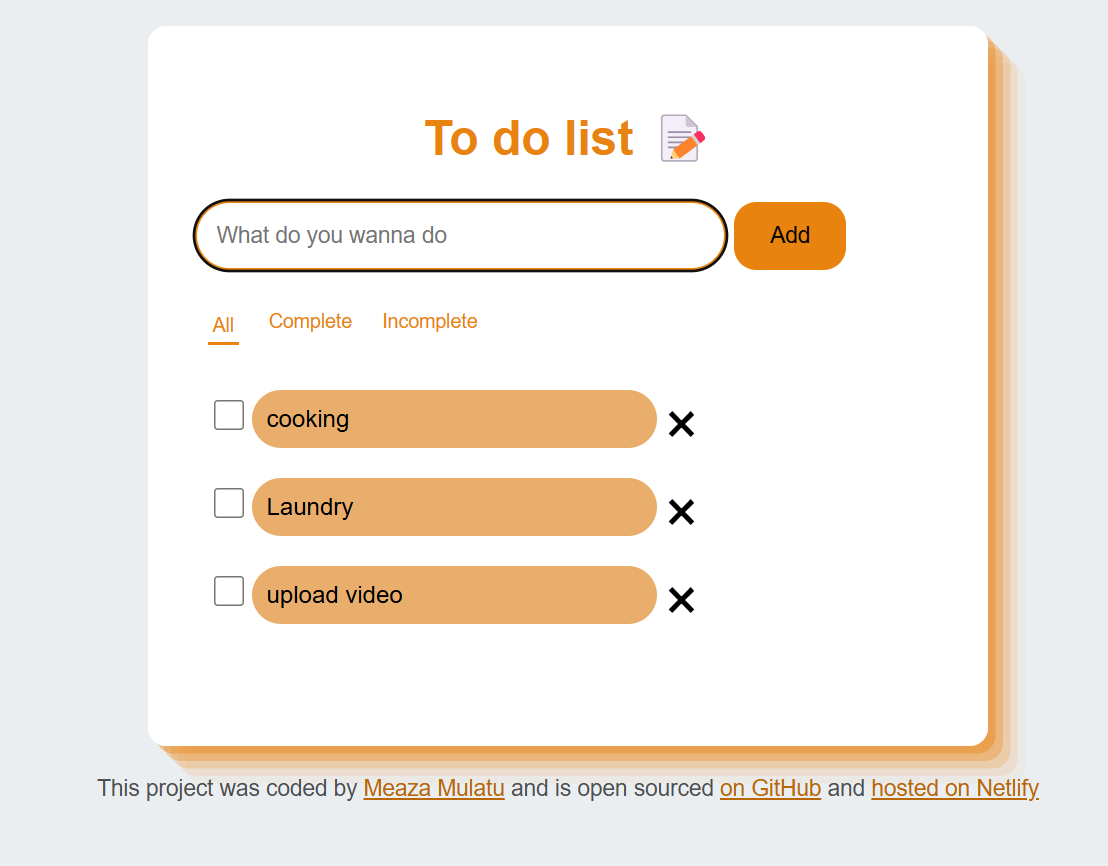 To do list
What do you wanna do
Add
All Complete Incomplete
cooking
Laundry
upload video
This project was coded by Meaza Mulatu and is open sourced on GitHub and hosted on Netlify